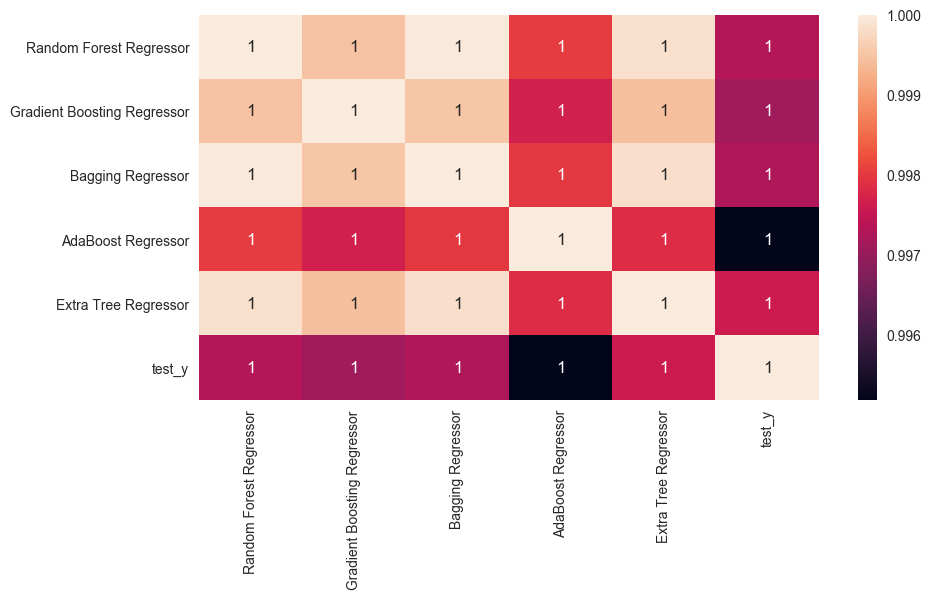 1.000
Random Forest Regressor 1 1 1 1 1 1
0.999
Gradient Boosting Regressor 1 1 1 1 1 1
Bagging Regressor 1 1 1 1 1 1
0.998
AdaBoost Regressor 1 1 1 1 1 1
0.997
Extra Tree Regressor 1 1 1 1 1 1
0.996
test_y 1 1 1 1 1 1
Random Forest Regressor
Gradient Boosting Regressor
Bagging Regressor
AdaBoost Regressor
Extra Tree Regressor
test_y